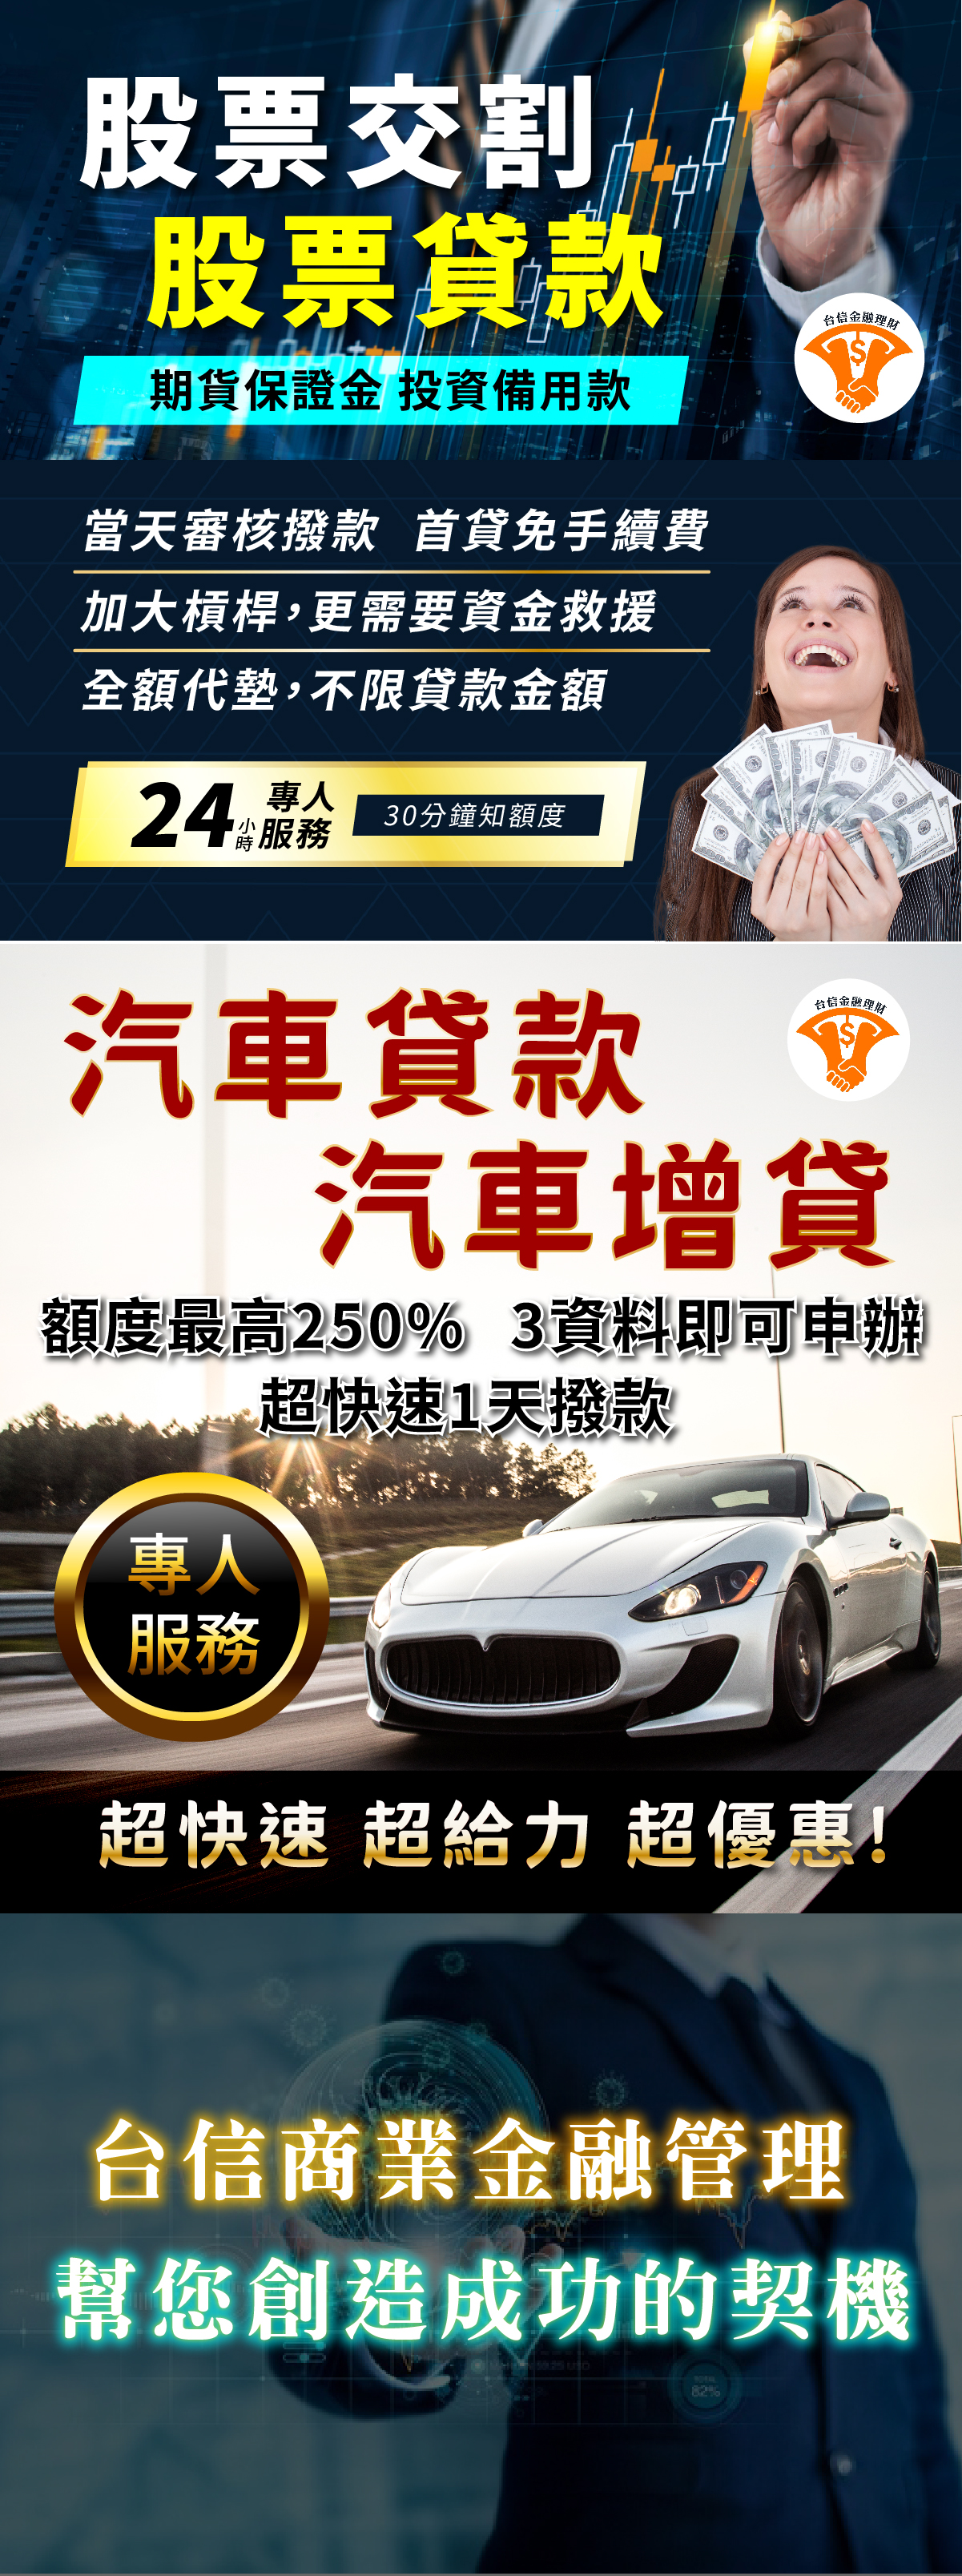 股票交割
股票貸款
台信金融理財
期貨保證金 投資備用款
當天審核撥款 首貸免手續費
加大槓桿，更需要資金救援
全額代墊，不限貸款金額
24小時 專人服務 30分鐘知額度
汽車貸款
台信金融理財
汽車增貸
額度最高250% 3資料即可申辦
超快速1天撥款
專人
服務
超快速 超給力 超優惠!
台信商業金融管理
幫您創造成功的契機
82%